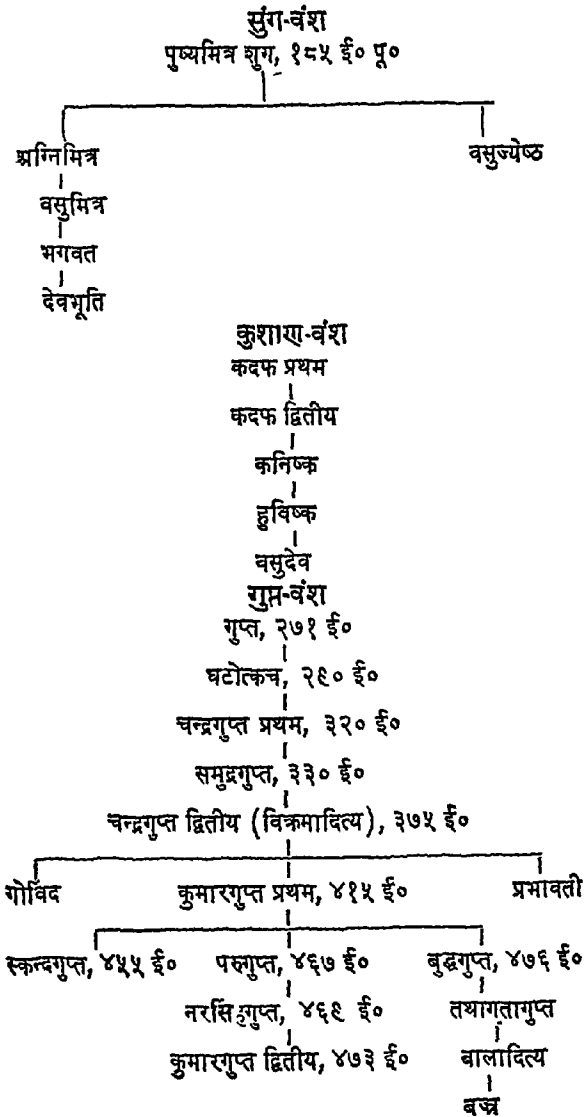 सुंग-वंश
पुष्यमित्र शुग, १८५ ई० पू०
अग्निमित्र वसुज्येष्ठ
वसुमित्र
भगवत
देवभूति
कुशाण-वंश
कदफ प्रथम
कदफ द्वितीय
कनिष्क
हुविष्क
वसुदेव
गुप्त-वंश
गुप्त, २७१ ई०
घटोत्कच, २९० ई०
चन्द्रगुप्त प्रथम, ३२० ई०
समुद्रगुप्त, ३३० ई०
चन्द्रगुप्त द्वितीय (विक्रमादित्य), ३७५ ई०
गोविंद कुमारगुप्त प्रथम, ४१५ ई० प्रभावती
स्कन्दगुप्त, ४५५ ई० परुगुप्त, ४६७ ई० बुद्धगुप्त, ४७६ ई०
नरसिंहगुप्त, ४६९ ई० तथागतागुप्त
कुमारगुप्त द्वितीय, ४७३ ई० बालादित्य
बज्र